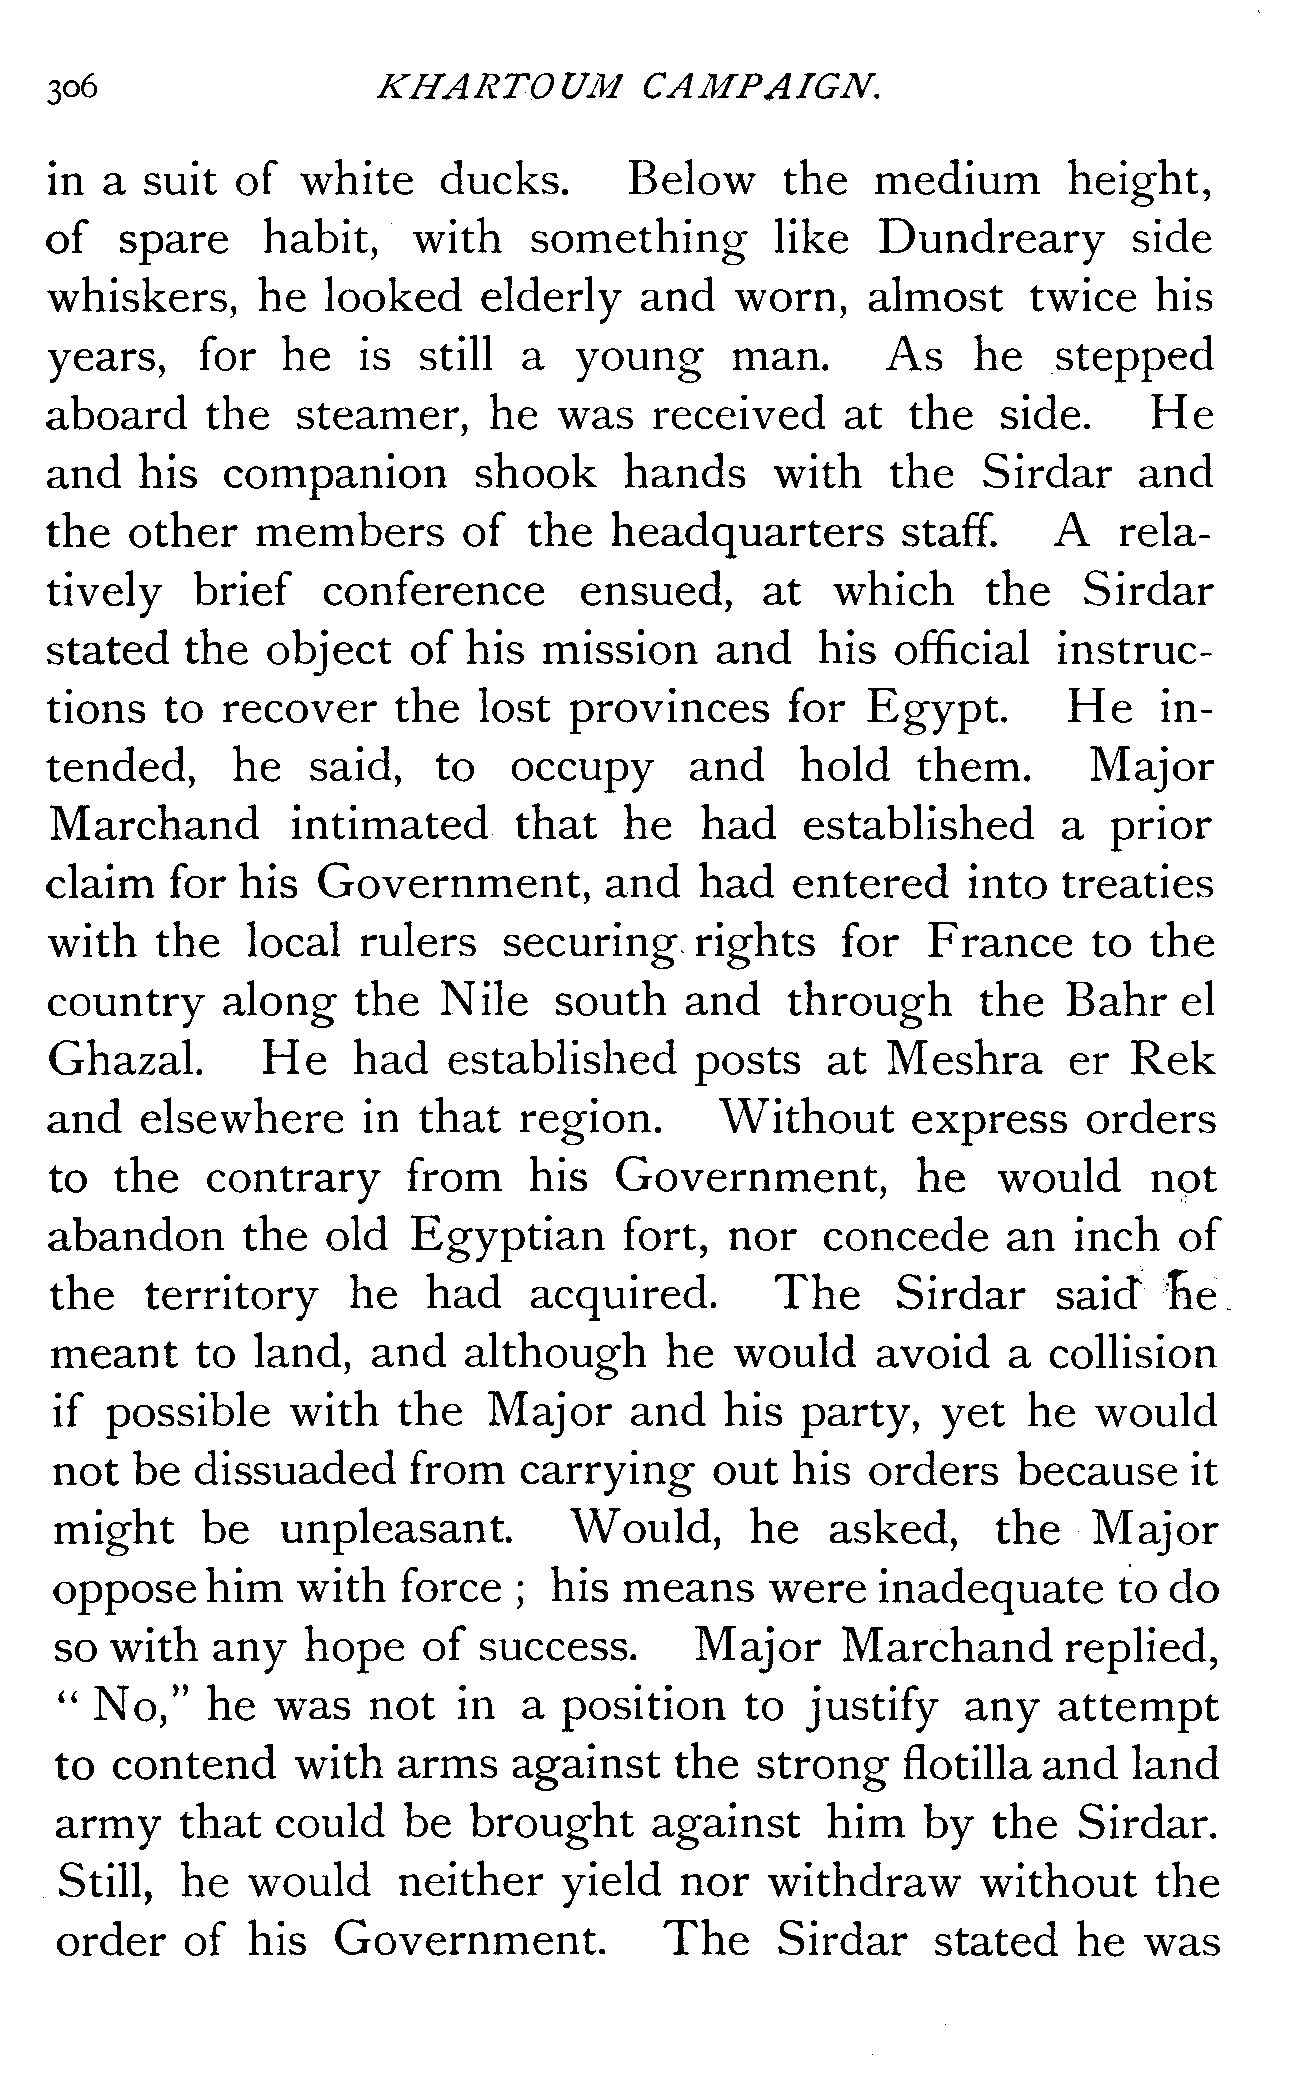 306 KHARTOUM CAMPAIGN.
in a suit of white ducks. Below the medium height,
of spare habit, with something like Dundreary side
whiskers, he looked elderly and worn, almost twice his
years, for he is still a young man. As he stepped
aboard the steamer, he was received at the side. He
and his companion shook hands with the Sirdar and
the other members of the headquarters staff. A rela-
tively brief conference ensued, at which the Sirdar
stated the object of his mission and his official instruc-
tions to recover the lost provinces for Egypt. He in-
tended, he said, to occupy and hold them. Major
Marchand intimated that he had established a prior
claim for his Government, and had entered into treaties
with the local rulers securing rights for France to the
country along the Nile south and through the Bahr el
Ghazal. He had established posts at Meshra er Rek
and elsewhere in that region. Without express orders
to the contrary from his Government, he would not
abandon the old Egyptian fort, nor concede an inch of
the territory he had acquired. The Sirdar said he
meant to land, and although he would avoid a collision
if possible with the Major and his party, yet he would
not be dissuaded from carrying out his orders because it
might be unpleasant. Would, he asked, the Major
oppose him with force ; his means were inadequate to do
so with any hope of success. Major Marchand replied,
" No," he was not in a position to justify any attempt
to contend with arms against the strong flotilla and land
army that could be brought against him by the Sirdar.
Still, he would neither yield nor withdraw without the
order of his Government. The Sirdar stated he was